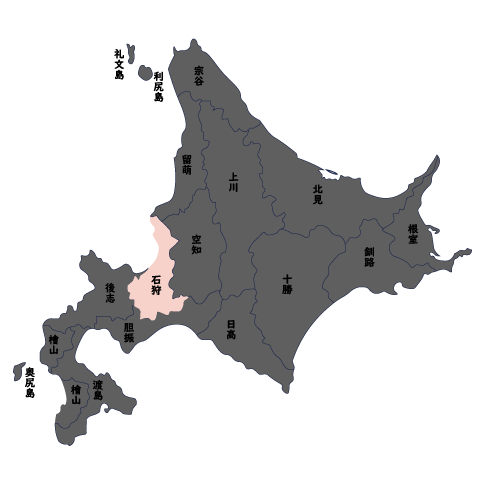 礼文島
利尻島
宗谷
留萌
上川
北見
根室
釧路
空知
十勝
石狩
後志
日高
胆振
檜山
奥尻島
檜山
渡島